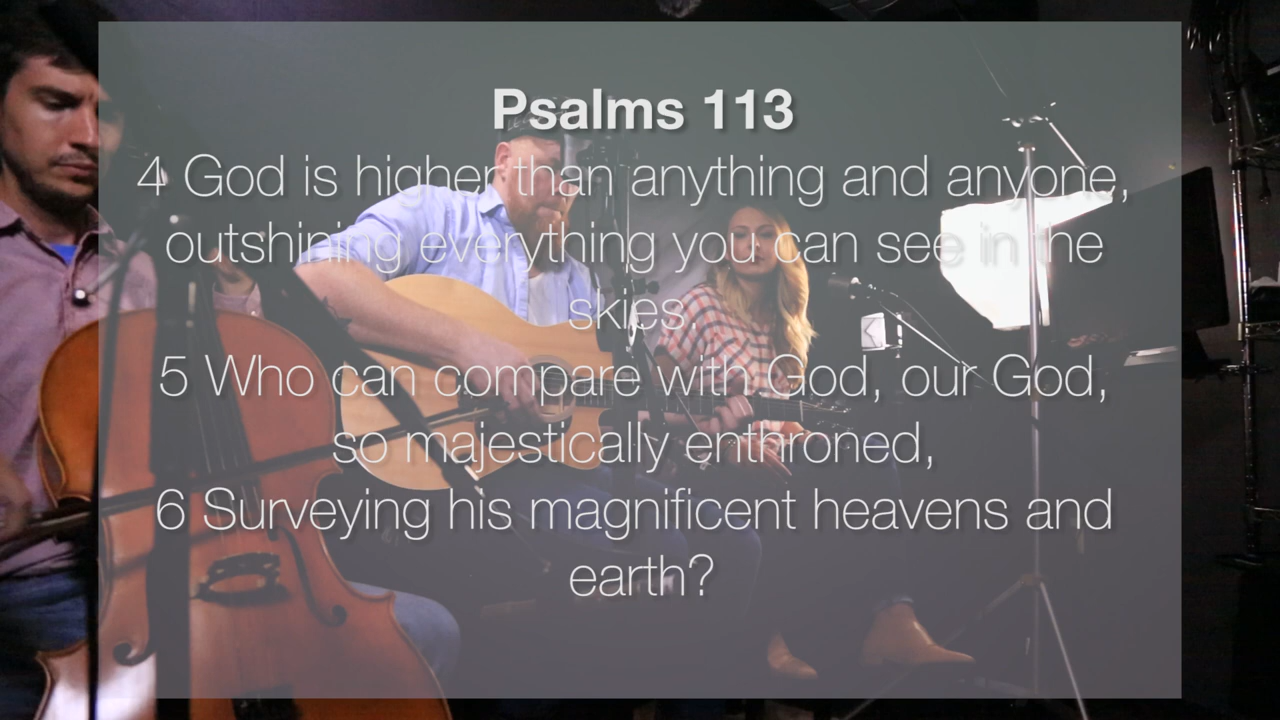 Psalms 113
4 God is higher than anything and anyone,
outshining everything you can see in the
skies.
5 Who can compare with God, our God,
so majestically enthroned,
6 Surveying his magnificent heavens and
earth?